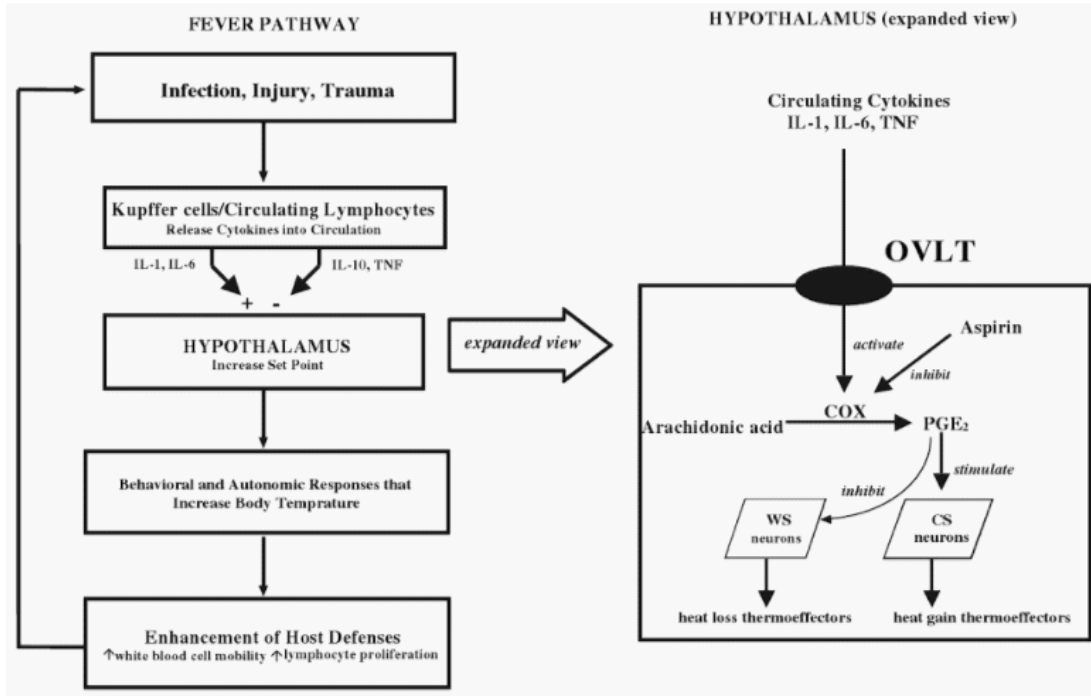 FEVER PATHWAY
Infection, Injury, Trauma
Kupffer cells/Circulating Lymphocytes
Release Cytokines into Circulation
IL-1, IL-6
IL-10, TNF
+ -
HYPOTHALAMUS
Increase Set Point
Behavioral and Autonomic Responses that
Increase Body Temprature
Enhancement of Host Defenses
↑white blood cell mobility ↑lymphocyte proliferation
expanded view
HYPOTHALAMUS (expanded view)
Circulating Cytokines
IL-1, IL-6, TNF
OVLT
activate
Aspirin
inhibit
COX
Arachidonic acid
PGE₂
stimulate
inhibit
WS
neurons
CS
neurons
heat loss thermoeffectors
heat gain thermoeffectors